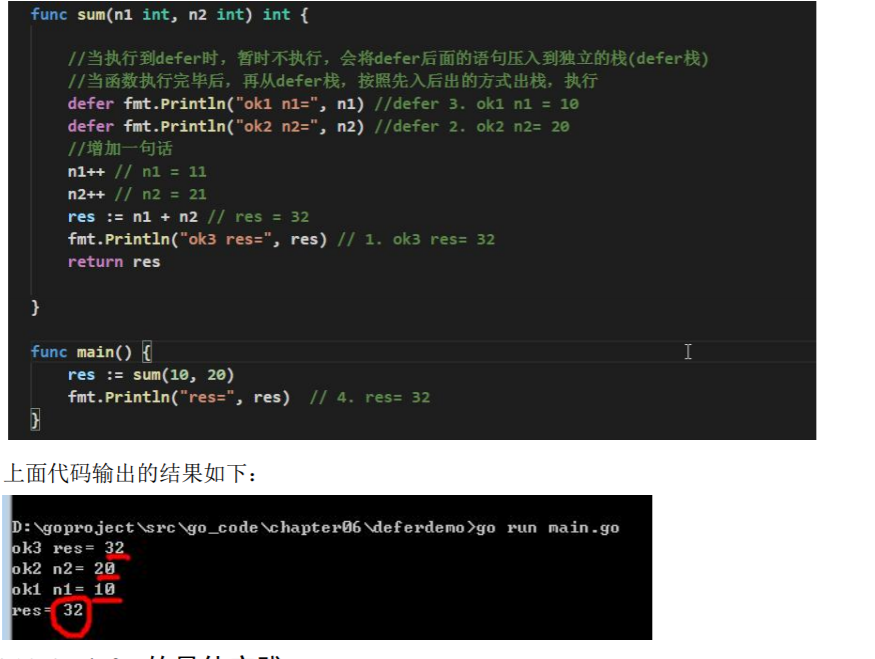 func sum(n1 int, n2 int) int {
//当执行到defer时，暂时不执行，会将defer后面的语句压入到独立的栈(defer栈)
//当函数执行完毕后，再从defer栈，按照先入后出的方式出栈，执行
defer fmt.Println("ok1 n1=", n1) //defer 3. ok1 n1 = 10
defer fmt.Println("ok2 n2=", n2) //defer 2. ok2 n2= 20
//增加一句话
n1++ // n1 = 11
n2++ // n2 = 21
res := n1 + n2 // res = 32
fmt.Println("ok3 res=", res) // 1. ok3 res= 32
return res
}
func main() {
res := sum(10, 20)
fmt.Println("res=", res) // 4. res= 32
}
上面代码输出的结果如下：
D:\goproject\src\go_code\chapter06\deferdemo>go run main.go
ok3 res= 32
ok2 n2= 20
ok1 n1= 10
res= 32